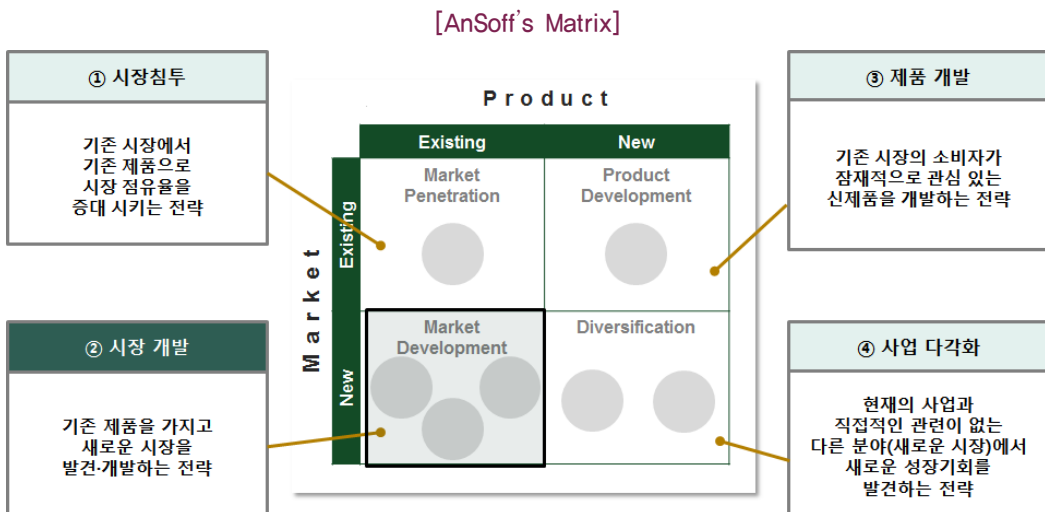 [AnSoff's Matrix]
① 시장침투
기존 시장에서
기존 제품으로
시장 점유율을
증대 시키는 전략
② 시장 개발
기존 제품을 가지고
새로운 시장을
발견·개발하는 전략
Product
Existing
New
Market
Existing
New
Market
Penetration
Product
Development
Market
Development
Diversification
③ 제품 개발
기존 시장의 소비자가
잠재적으로 관심 있는
신제품을 개발하는 전략
④ 사업 다각화
현재의 사업과
직접적인 관련이 없는
다른 분야(새로운 시장)에서
새로운 성장기회를
발견하는 전략